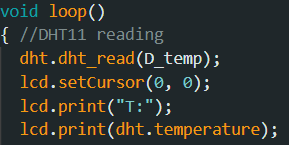 void loop()
{ //DHT11 reading
dht.dht_read(D_temp);
lcd.setCursor(0, 0);
lcd.print("T:");
lcd.print(dht.temperature);